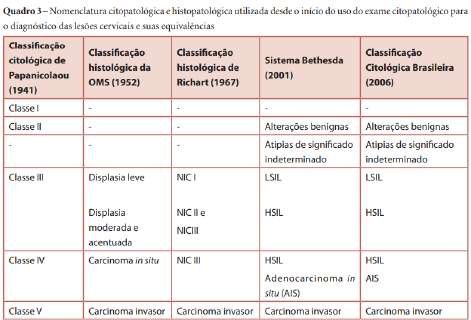 Quadro 3 – Nomenclatura citopatológica e histopatológica utilizada desde o início do uso do exame citopatológico para
o diagnóstico das lesões cervicais e suas equivalências
Classificação citológica de Papanicolaou (1941) Classificação histológica da OMS (1952) Classificação histológica de Richart (1967) Sistema Bethesda (2001) Classificação Citológica Brasileira (2006)
Classe I - - - -
Classe II - - Alterações benignas Alterações benignas
- - - Atipias de significado indeterminado Atipias de significado indeterminado
Classe III Displasia leve NIC I LSIL LSIL
Displasia moderada e acentuada NIC II e NICIII HSIL HSIL
Classe IV Carcinoma in situ NIC III HSIL HSIL
Adenocarcinoma in situ (AIS) AIS
Classe V Carcinoma invasor Carcinoma invasor Carcinoma invasor Carcinoma invasor